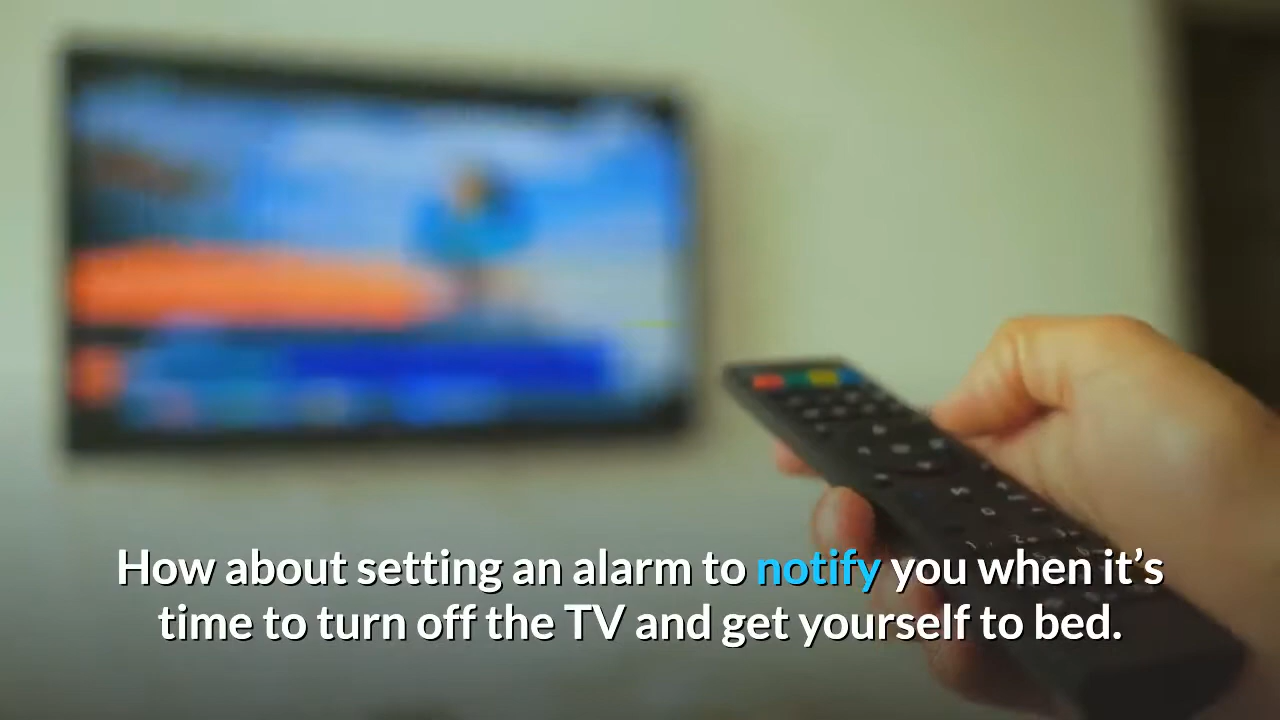 How about setting an alarm to notify you when it’s
time to turn off the TV and get yourself to bed.